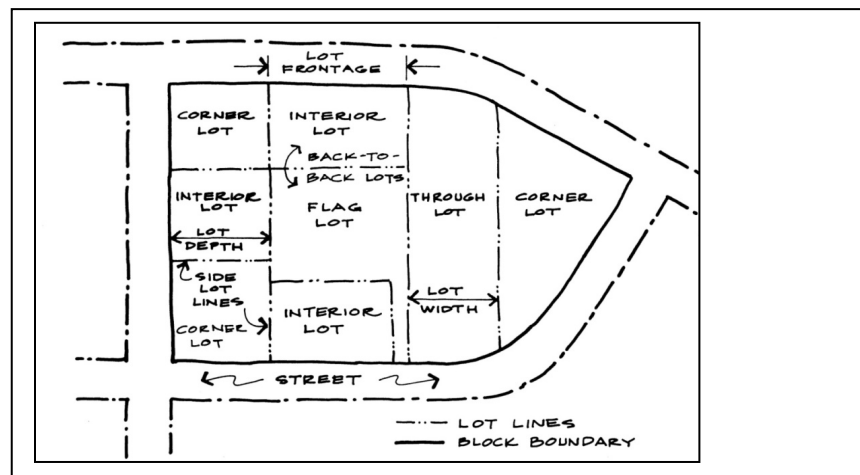 LOT
FRONTAGE
CORNER
LOT
INTERIOR
LOT
BACK-TO-
BACK LOTS
INTERIOR
LOT
FLAG
LOT
THROUGH
LOT
CORNER
LOT
LOT
DEPTH
SIDE
LOT
LINES
LOT
WIDTH
CORNER
LOT
INTERIOR
LOT
STREET
LOT LINES
BLOCK BOUNDARY